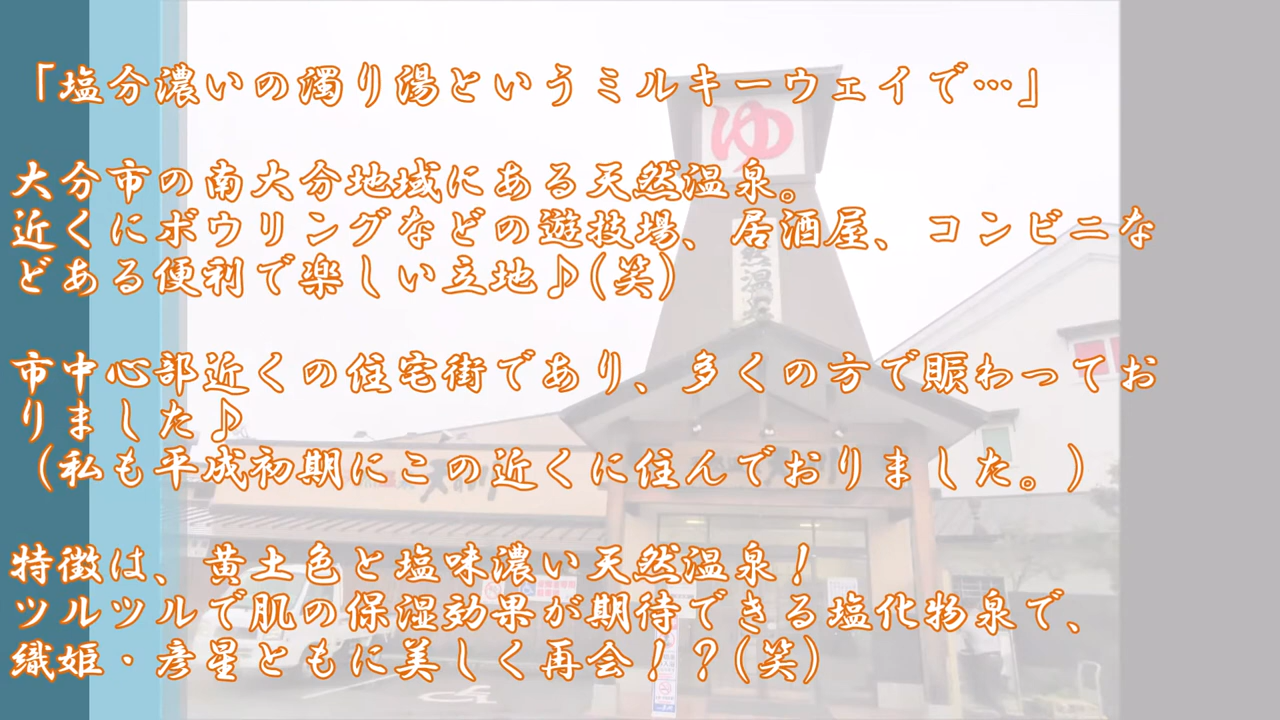 「塩分濃いの濁り湯というミルキーウェイで…」
大分市の南大分地域にある天然温泉。
近くにボウリングなどの遊技場、居酒屋、コンビニな
どある便利で楽しい立地♪(笑)
市中心部近くの住宅街であり、多くの方で賑わってお
りました♪
（私も平成初期にこの近くに住んでおりました。）
特徴は、黄土色と塩味濃い天然温泉！
ツルツルで肌の保湿効果が期待できる塩化物泉で、
織姫・彦星ともに美しく再会！？(笑)
ゆ